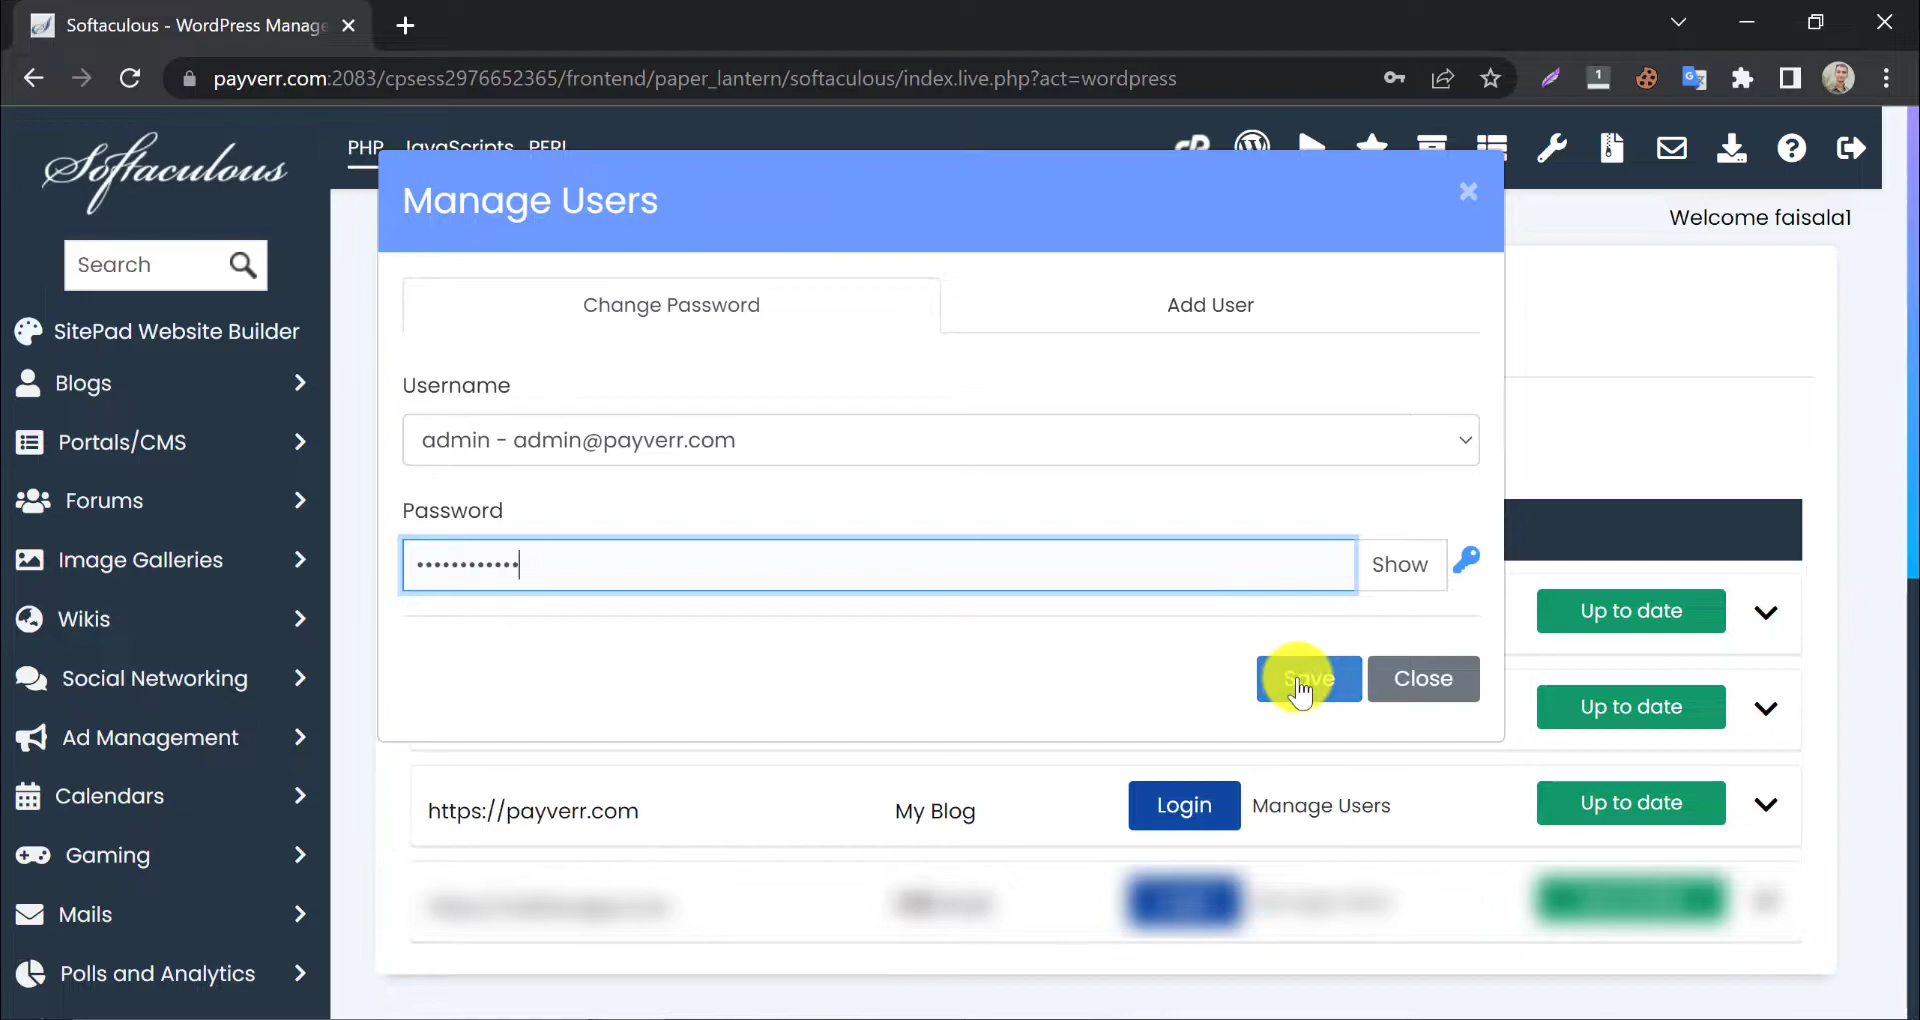 Softaculous - WordPress Manage
payverr.com:2083/cpsess2976652365/frontend/paper_lantern/softaculous/index.live.php?act=wordpress
1
Softaculous
PHP JavaScripts PERL
Welcome faisala1
Search
SitePad Website Builder
Blogs
Portals/CMS
Forums
Image Galleries
Wikis
Social Networking
Ad Management
Calendars
Gaming
Mails
Polls and Analytics
Manage Users
×
Change Password
Add User
Username
admin - admin@payverr.com
Password
••••••••••••
Show
Save
Close
Up to date
Up to date
https://payverr.com My Blog Login Manage Users Up to date